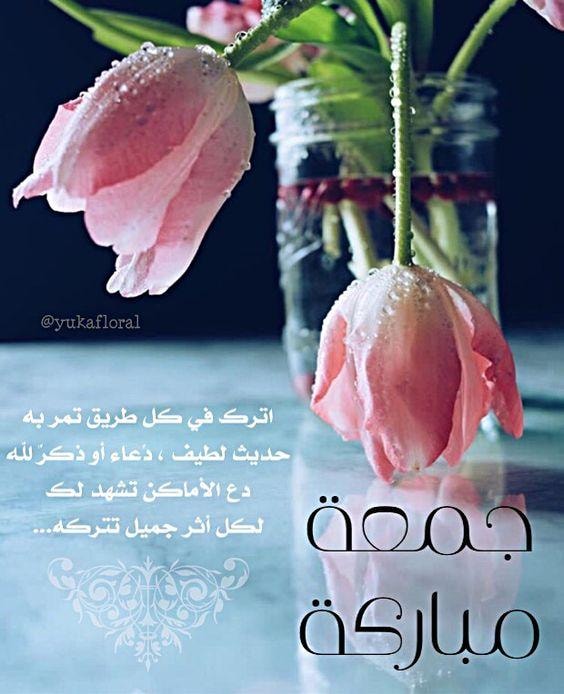 @yukafloral
اترك في كل طريق تمر به
حديث لطيف ، دُعاء أو ذكرٌ لله
دع الأماكن تشهد لك
لكل أثر جميل تتركه...
جمعة
مباركة